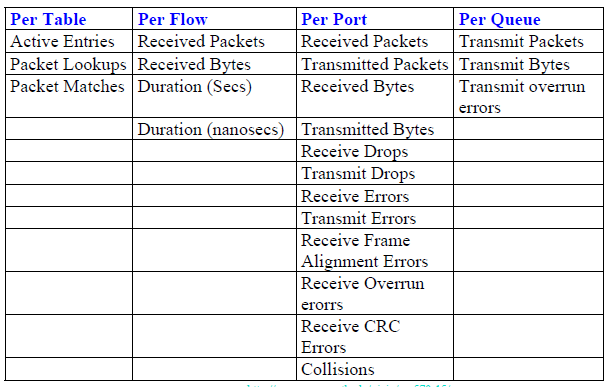 Per Table Per Flow Per Port Per Queue
Active Entries Received Packets Received Packets Transmit Packets
Packet Lookups Received Bytes Transmitted Packets Transmit Bytes
Packet Matches Duration (Secs) Received Bytes Transmit overrun
errors
Duration (nanosecs) Transmitted Bytes
Receive Drops
Transmit Drops
Receive Errors
Transmit Errors
Receive Frame
Alignment Errors
Receive Overrun
erorrs
Receive CRC
Errors
Collisions